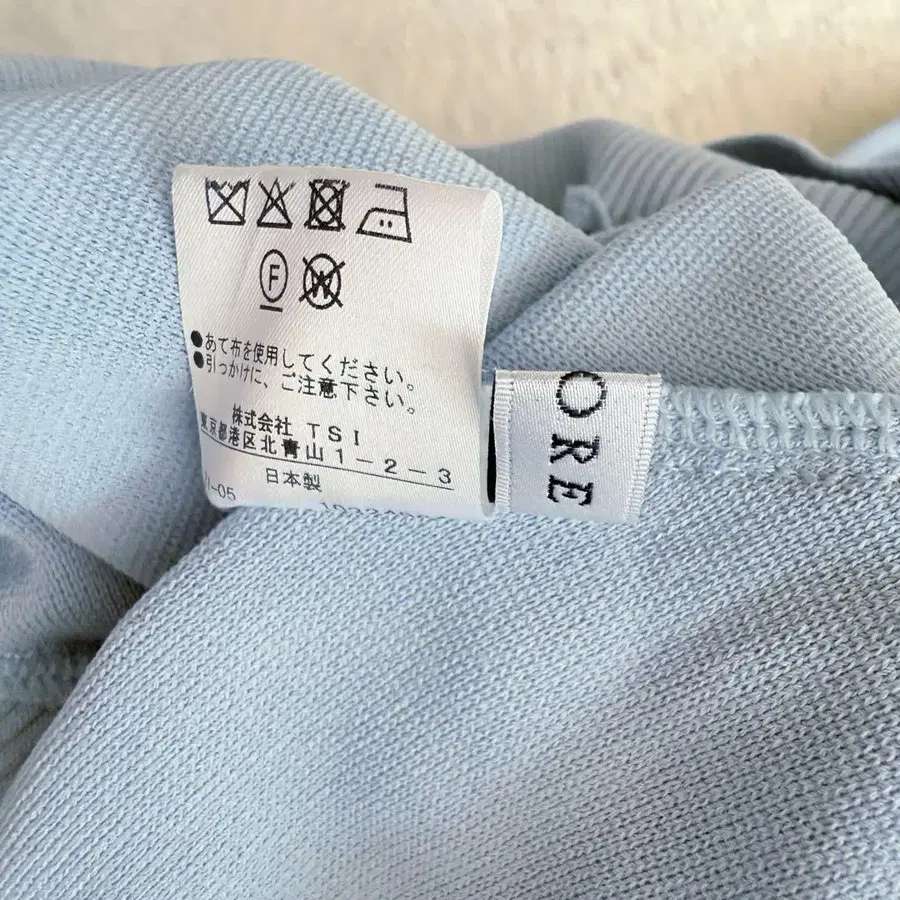 F
W
●あて布を使用してください。
●引っかけに、ご注意下さい。
株式会社 TSI
東京都港区北青山1-2-3
日本製
-05
ORE